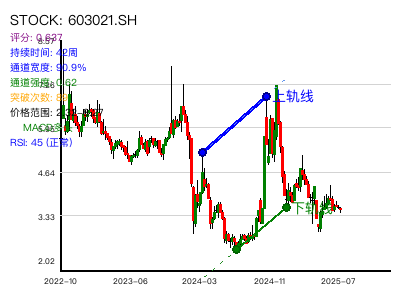 STOCK: 603021.SH
评分: 0.637
持续时间: 42周
通道宽度: 90.9%
通道强度: 0.62
突破次数:
价格范围:
MACD:
RSI: 45 (正常)
上轨线
下轨线
4.64
3.33
2.02
2022-10
2023-06
2024-03
2024-11
2025-07